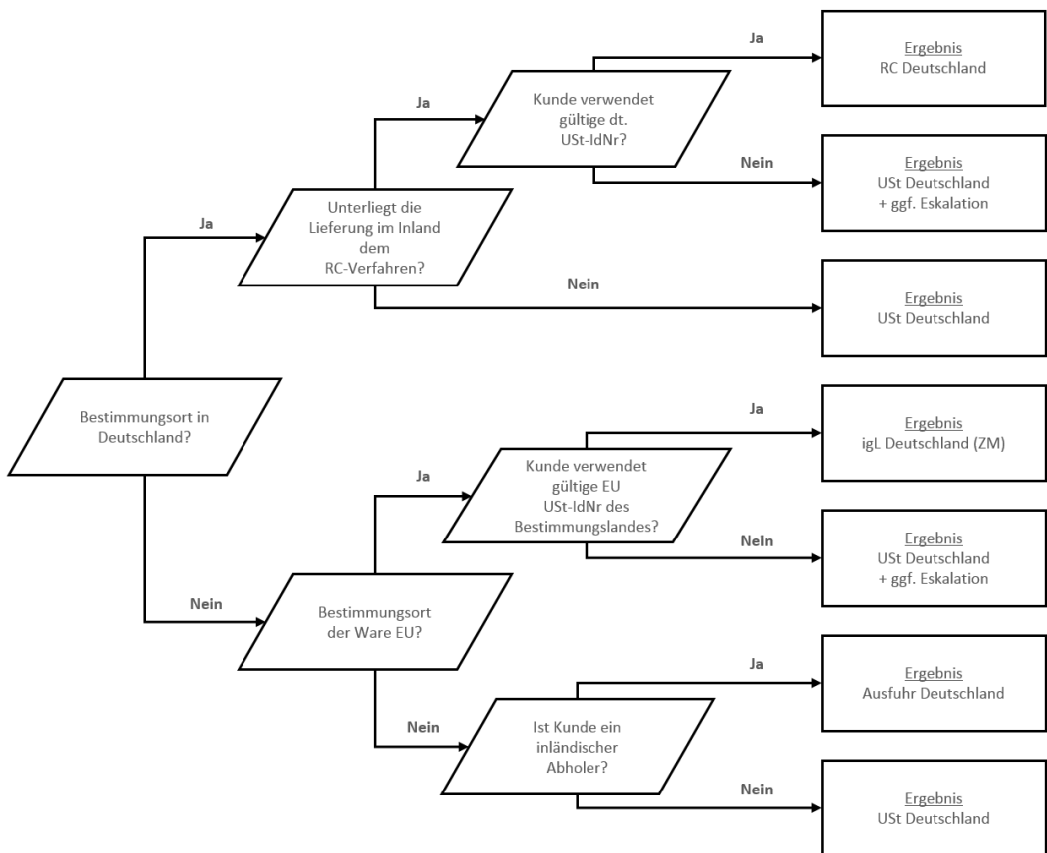 Ja
Ergebnis
RC Deutschland
Ja
Kunde verwendet
gültige dt.
USt-IdNr?
Nein
Ergebnis
USt Deutschland
+ ggf. Eskalation
Ja
Unterliegt die
Lieferung im Inland
dem
RC-Verfahren?
Nein
Ergebnis
USt Deutschland
Bestimmungsort in
Deutschland?
Ja
Ergebnis
igL Deutschland (ZM)
Ja
Kunde verwendet
gültige EU
USt-IdNr des
Bestimmungslandes?
Nein
Ergebnis
USt Deutschland
+ ggf. Eskalation
Nein
Bestimmungsort
der Ware EU?
Ja
Ergebnis
Ausfuhr Deutschland
Nein
Ist Kunde ein
inländischer
Abholer?
Nein
Ergebnis
USt Deutschland